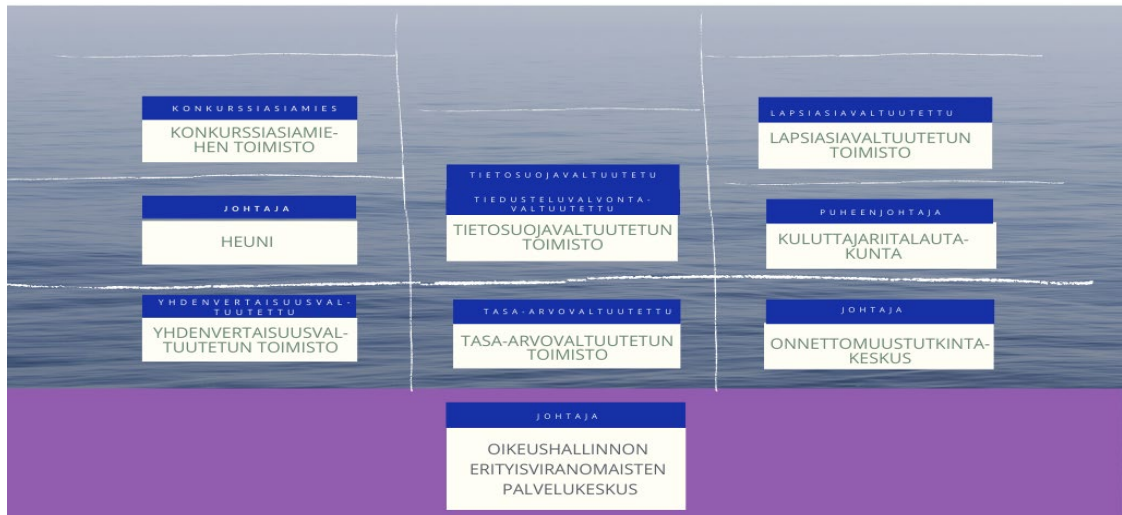 KONKURSSIASIAMIES
KONKURSSIASIAMIE-
HEN TOIMISTO
JOHTAJA
HEUNI
YHDENVERTAISUUSVAL-
TUUTETTU
YHDENVERTAISUUSVAL-
TUUTETUN TOIMISTO
TIETOSUOJAVALTUUTETU
TIEDUSTELUVALVONTA-
VALTUUTETTU
TIETOSUOJAVALTUUTETUN
TOIMISTO
TASA-ARVOVALTUUTETTU
TASA-ARVOVALTUUTETUN
TOIMISTO
LAPSIASIAVALTUUTETTU
LAPSIASIAVALTUUTETUN
TOIMISTO
PUHEENJOHTAJA
KULUTTAJARIITALAUTA-
KUNTA
JOHTAJA
ONNETTOMUUSTUTKINTA-
KESKUS
JOHTAJA
OIKEUSHALLINNON
ERITYISVIRANOMAISTEN
PALVELUKESKUS